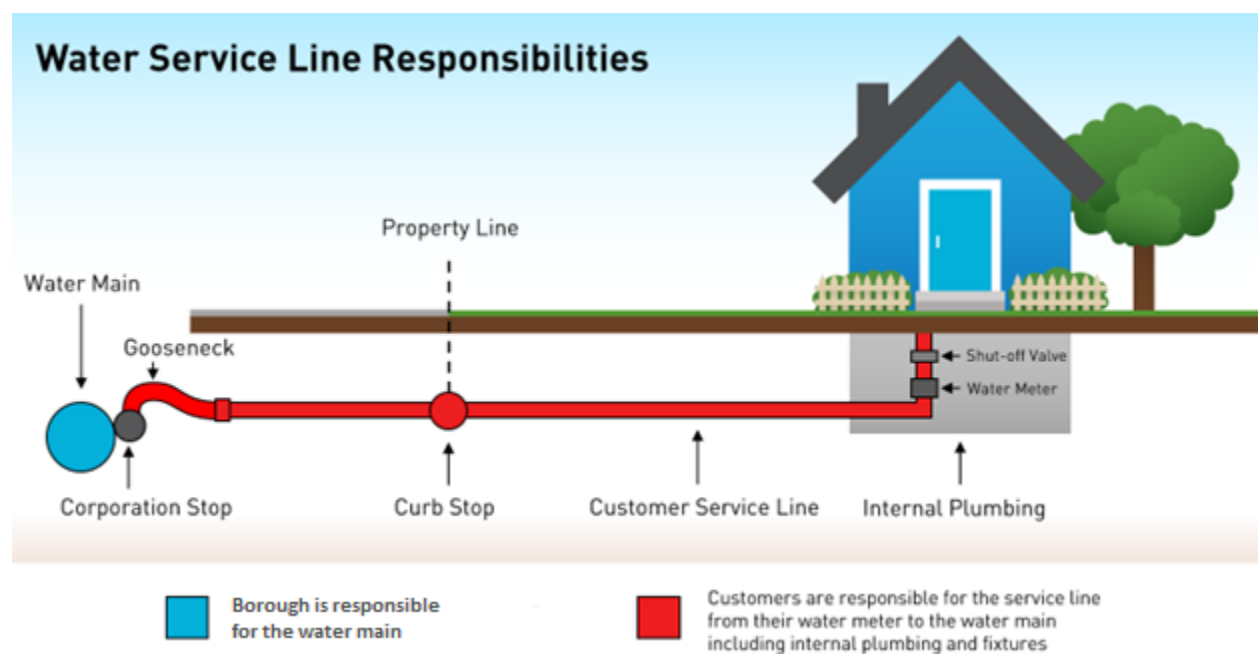 Water Service Line Responsibilities
Property Line
Water Main
Gooseneck
Shut-off Valve
Water Meter
Corporation Stop
Curb Stop
Customer Service Line
Internal Plumbing
Borough is responsible
for the water main
Customers are responsible for the service line
from their water meter to the water main
including internal plumbing and fixtures